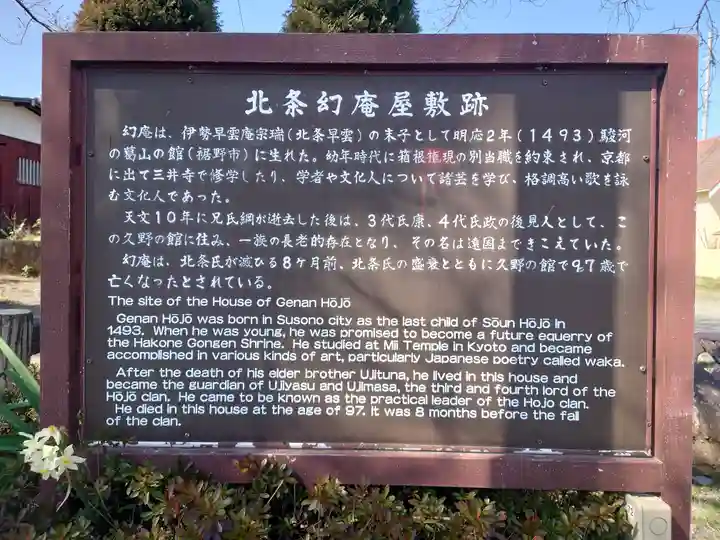 北条幻庵屋敷跡
幻庵は、伊勢早雲庵宗瑞(北条早雲)の末子として明応2年(1493)駿河
の葛山の館(裾野市)に生れた。幼年時代に箱根権現の別当職を約束され、京都
に出て三井寺で修学したり、学者や文化人について諸芸を学び、格調高い歌を詠
む文化人であった。
天文10年に兄氏綱が逝去した後は、3代氏康、4代氏政の後見人として、こ
の久野の館に住み、一族の長老的存在となり、その名は遠国まできこえていた。
幻庵は、北条氏が滅びる8ヶ月前、北条氏の盛衰とともに久野の館で97歳で
亡くなったとされている。
The site of the House of Genan Hōjō
Genan Hōjō was born in Susono city as the last child of Sōun Hōjō in
1493. When he was young, he was promised to become a future equerry of
the Hakone Gongen Shrine. He studied at Mii Temple in Kyoto and became
accomplished in various kinds of art, particularly Japanese poetry called waka.
After the death of his elder brother Ujituna, he lived in this house and
became the guardian of Ujiyasu and Ujimasa, the third and fourth lord of the
Hōjō clan. He came to be known as the practical leader of the Hojo clan.
He died in this house at the age of 97. It was 8 months before the fall
of the clan.